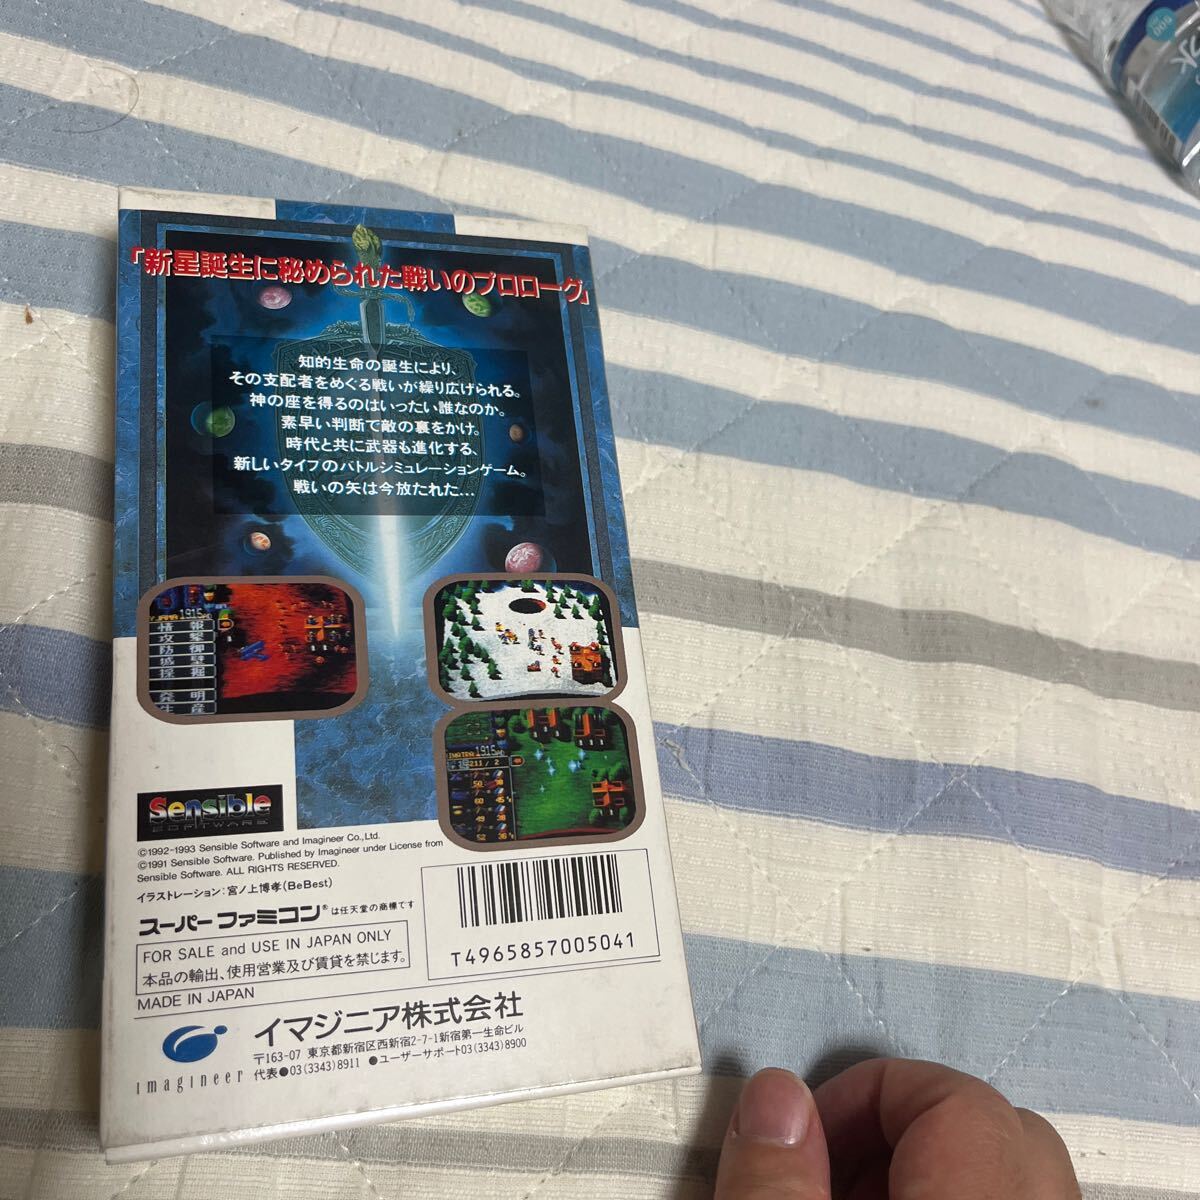 「新星誕生に秘められた戦いのプロローグ」
知的生命の誕生により、
その支配者をめぐる戦いが繰り広げられる。
神の座を得るのはいったい誰なのか。
素早い判断で敵の裏をかけ。
時代と共に武器も進化する、
新しいタイプのバトルシミュレーションゲーム。
戦いの矢は今放たれた…
1915AD
情報
攻撃
防御
城壁
採掘
発明
生産
1915AD
211/2
50
60
49
52
Sensible
SOFTWARE
©1992-1993 Sensible Software and Imagineer Co., Ltd.
©1991 Sensible Software. Published by Imagineer under License from
Sensible Software. ALL RIGHTS RESERVED.
イラストレーション:宮ノ上博孝(BeBest)
スーパーファミコン®は任天堂の商標です
FOR SALE and USE IN JAPAN ONLY
本品の輸出、使用営業及び賃貸を禁じます。
MADE IN JAPAN
T4965857005041
imagineer
イマジニア株式会社
〒163-07 東京都新宿区西新宿2-7-1新宿第一生命ビル
代表●03(3343)8911 ●ユーザーサポート03(3343)8900
水